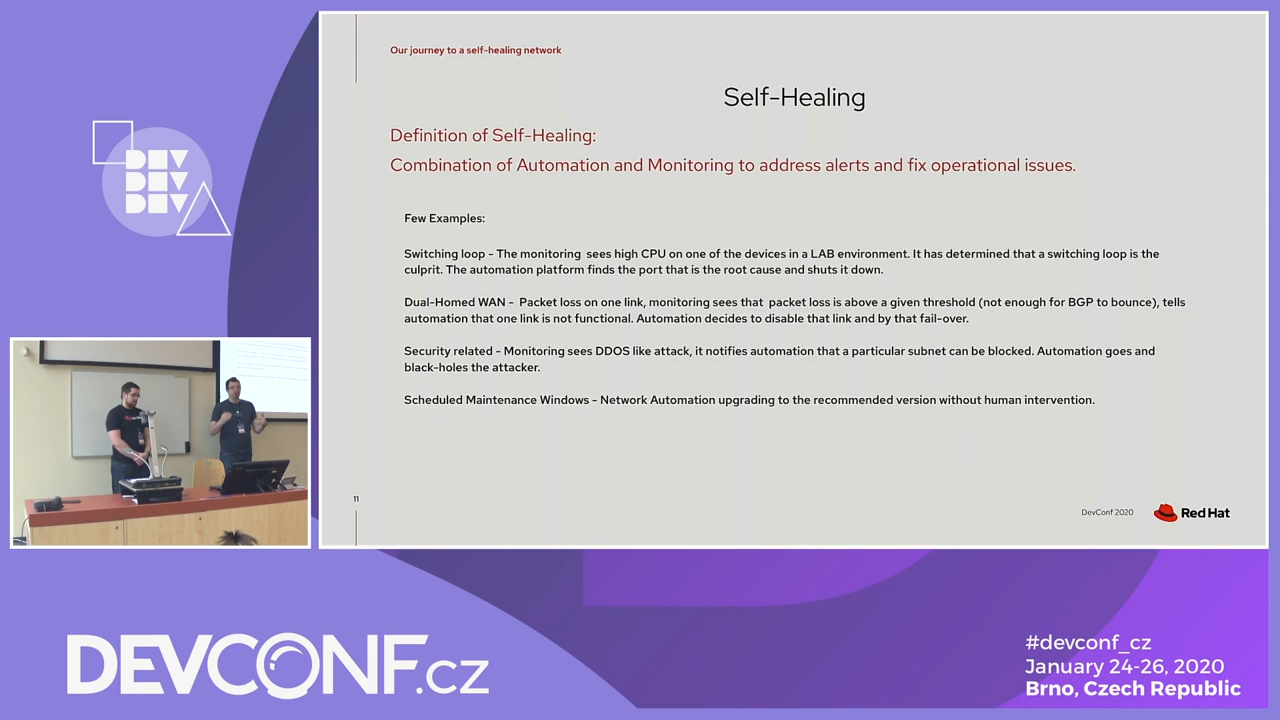 Our journey to a self-healing network
Self-Healing
Definition of Self-Healing:
Combination of Automation and Monitoring to address alerts and fix operational issues.
Few Examples:
Switching loop - The monitoring sees high CPU on one of the devices in a LAB environment. It has determined that a switching loop is the
culprit. The automation platform finds the port that is the root cause and shuts it down.
Dual-Homed WAN - Packet loss on one link, monitoring sees that packet loss is above a given threshold (not enough for BGP to bounce), tells
automation that one link is not functional. Automation decides to disable that link and by that fail-over.
Security related - Monitoring sees DDOS like attack, it notifies automation that a particular subnet can be blocked. Automation goes and
black-holes the attacker.
Scheduled Maintenance Windows - Network Automation upgrading to the recommended version without human intervention.
11
DevConf 2020
Red Hat
DEV
DEV
DEV
DEVCONF.cz
#devconf_cz
January 24-26, 2020
Brno, Czech Republic